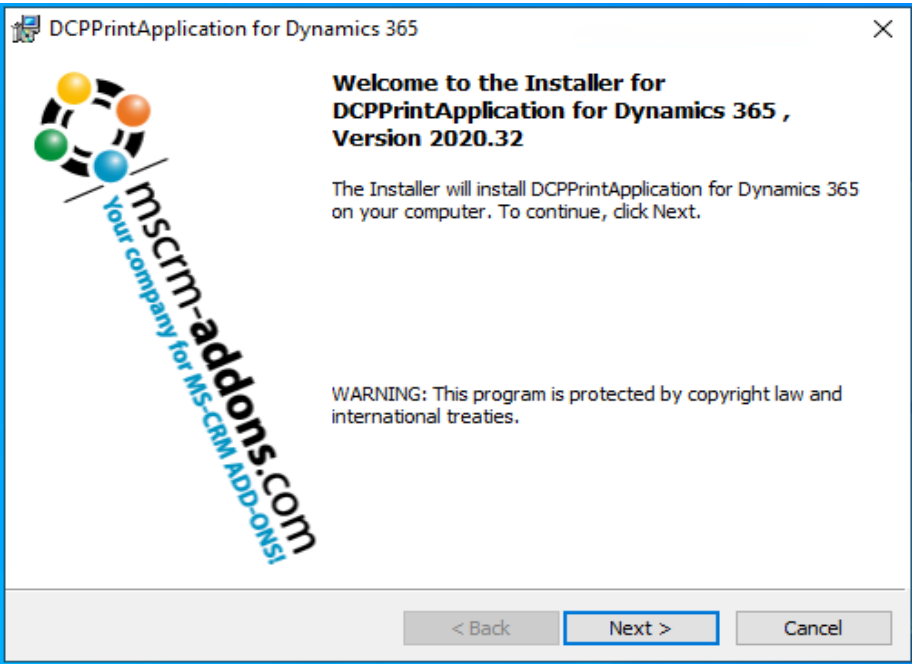 DCPPrintApplication for Dynamics 365
Welcome to the Installer for
DCPPrintApplication for Dynamics 365 ,
Version 2020.32
The Installer will install DCPPrintApplication for Dynamics 365
on your computer. To continue, click Next.
mscrm-addons.com
Your company for MS-CRM ADD-ONS!
WARNING: This program is protected by copyright law and
international treaties.
< Back
Next >
Cancel